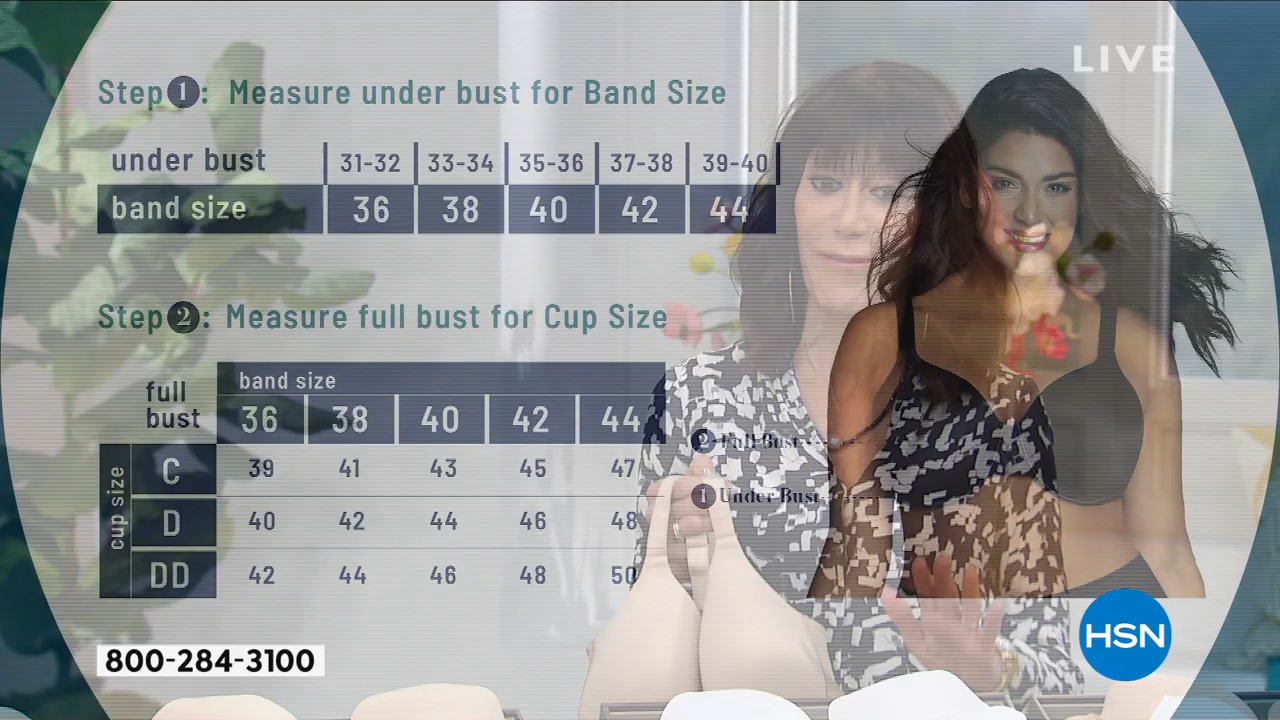 LIVE
Step 1: Measure under bust for Band Size
under bust 31-32 33-34 35-36 37-38 39-40
band size 36 38 40 42 44
Step 2: Measure full bust for Cup Size
full bust
band size
36 38 40 42 44
cup size
C 39 41 43 45 47
D 40 42 44 46 48
DD 42 44 46 48 50
2 Full Bust
1 Under Bust
800-284-3100
HSN